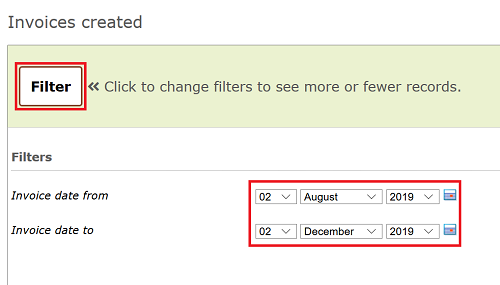 Invoices created
Filter « Click to change filters to see more or fewer records.
Filters
Invoice date from 02 August 2019
Invoice date to 02 December 2019